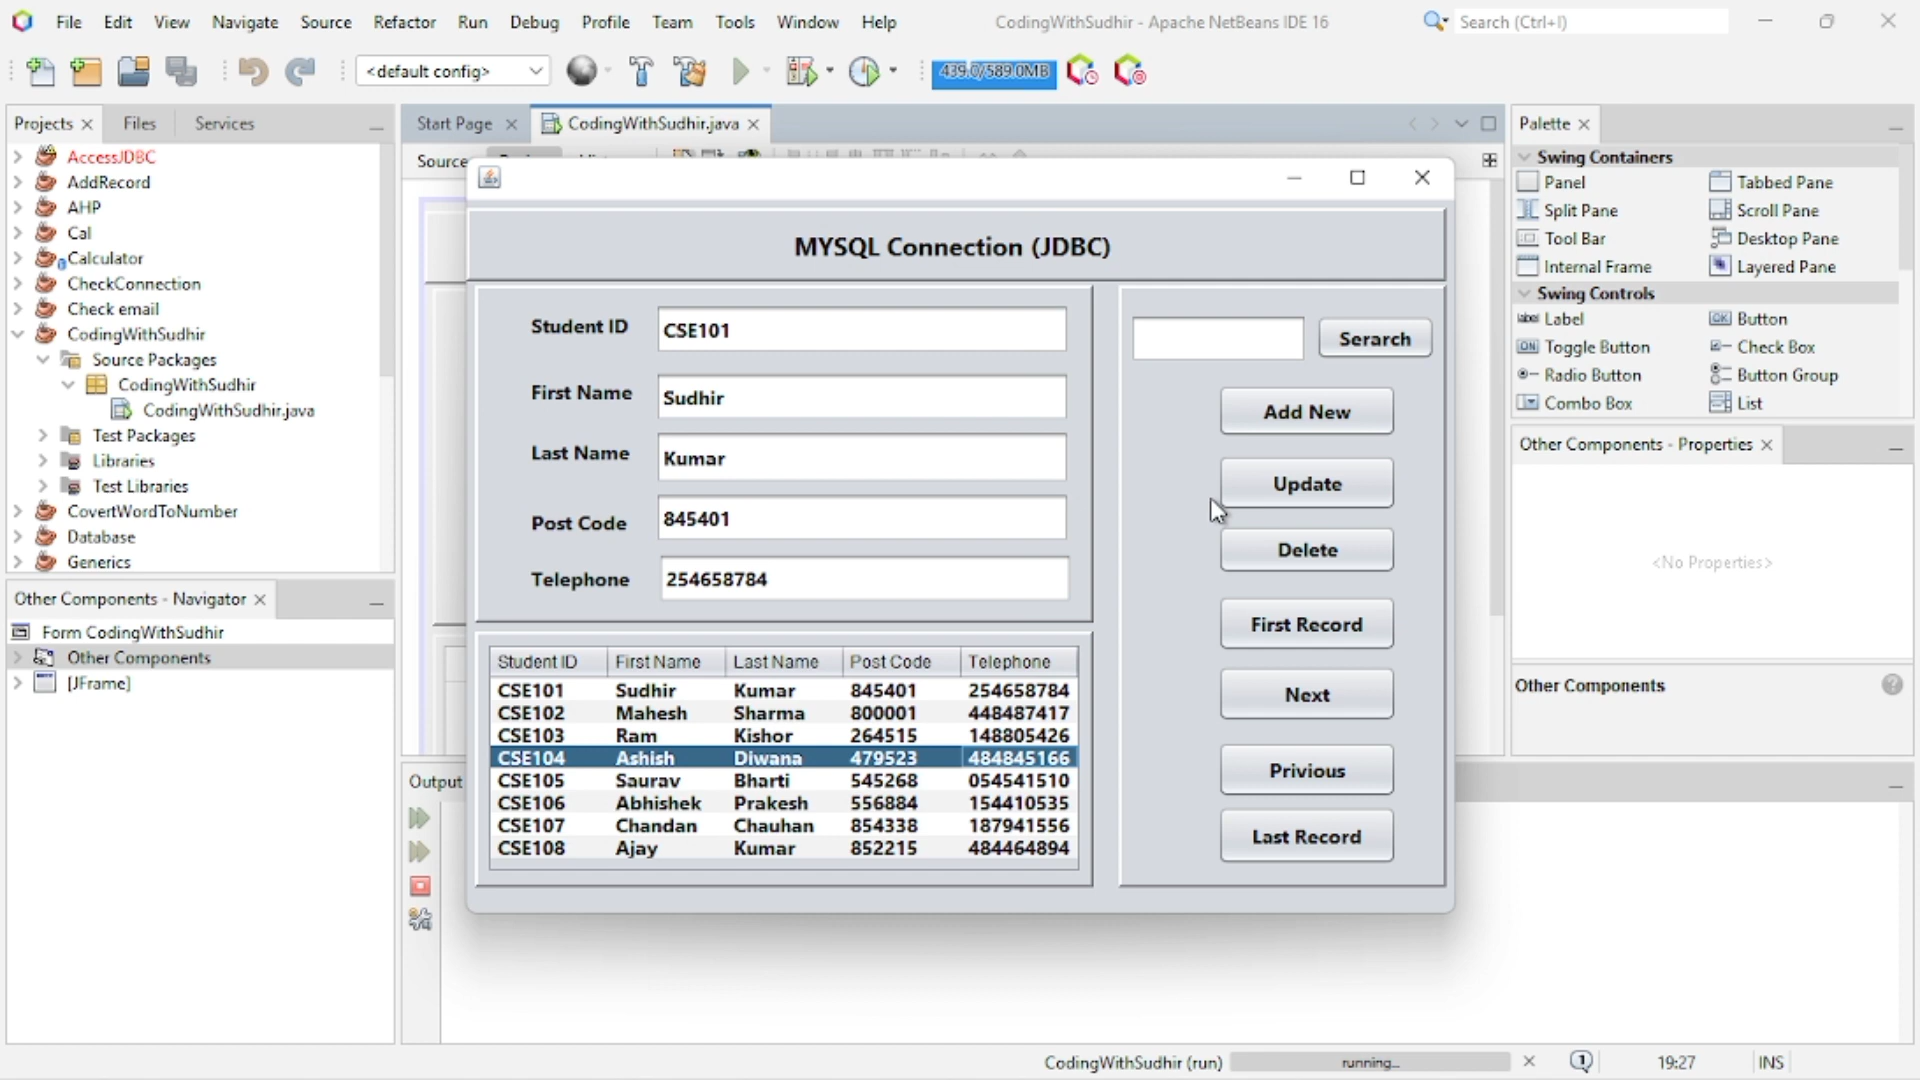 File Edit View Navigate Source Refactor Run Debug Profile Team Tools Window Help
CodingWithSudhir - Apache NetBeans IDE 16
Search (Ctrl+I)
<default config>
439.0/589.0MB
Projects Files Services
AccessJDBC
AddRecord
AHP
Cal
Calculator
CheckConnection
Check email
CodingWithSudhir
Source Packages
CodingWithSudhir
CodingWithSudhir.java
Test Packages
Libraries
Test Libraries
CovertWordToNumber
Database
Generics
Other Components - Navigator
Form CodingWithSudhir
Other Components
[JFrame]
Start Page CodingWithSudhir.java
Source
MYSQL Connection (JDBC)
Student ID CSE101
First Name Sudhir
Last Name Kumar
Post Code 845401
Telephone 254658784
Student ID First Name Last Name Post Code Telephone
CSE101 Sudhir Kumar 845401 254658784
CSE102 Mahesh Sharma 800001 448487417
CSE103 Ram Kishor 264515 148805426
CSE104 Ashish Diwana 479523 484845166
CSE105 Saurav Bharti 545268 054541510
CSE106 Abhishek Prakesh 556884 154410535
CSE107 Chandan Chauhan 854338 187941556
CSE108 Ajay Kumar 852215 484464894
Serarch
Add New
Update
Delete
First Record
Next
Privious
Last Record
Output
Palette
Swing Containers
Panel Tabbed Pane
Split Pane Scroll Pane
Tool Bar Desktop Pane
Internal Frame Layered Pane
Swing Controls
label Label OK Button
ON Toggle Button Check Box
Radio Button Button Group
Combo Box List
Other Components - Properties
<No Properties>
Other Components
CodingWithSudhir (run) running... 1 19:27 INS